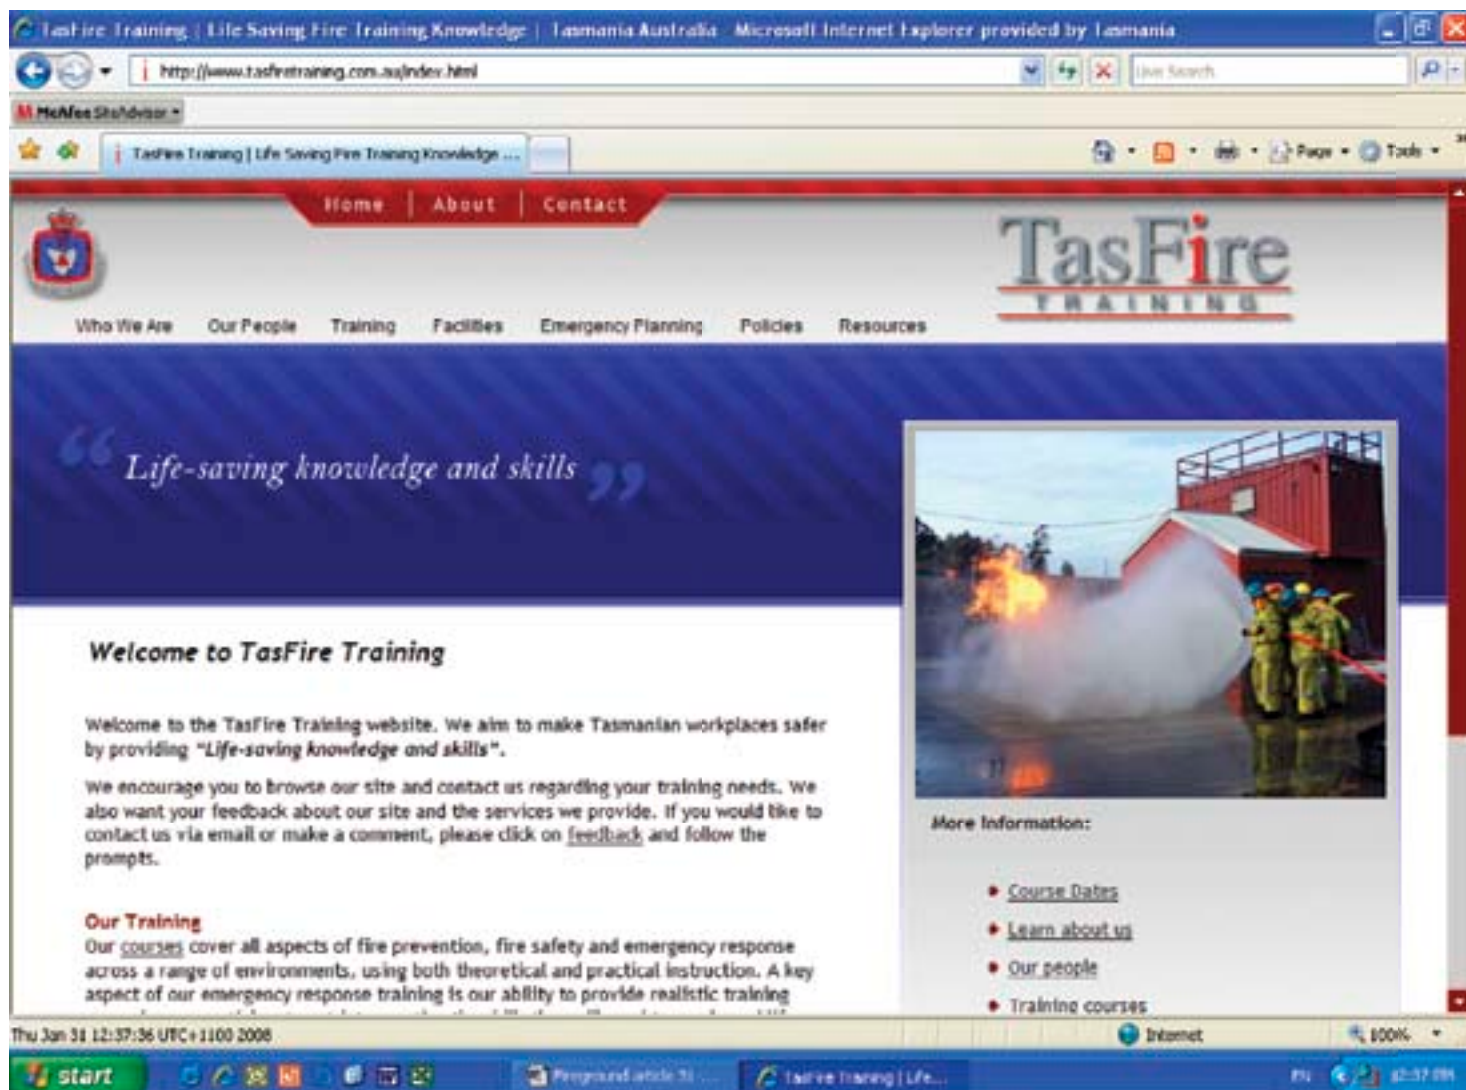 TasFire Training | Life Saving Fire Training Knowledge | Tasmania Australia Microsoft Internet Explorer provided by Tasmania
http://www.tasfiretraining.com.au/index.html
Live Search
McAfee SiteAdvisor
TasFire Training | Life Saving Fire Training Knowledge ...
Page
Tools
Home | About | Contact
TasFire
TRAINING
Who We Are Our People Training Facilities Emergency Planning Policies Resources
“ Life-saving knowledge and skills ”
Welcome to TasFire Training
Welcome to the TasFire Training website. We aim to make Tasmanian workplaces safer
by providing "Life-saving knowledge and skills".
We encourage you to browse our site and contact us regarding your training needs. We
also want your feedback about our site and the services we provide. If you would like to
contact us via email or make a comment, please click on feedback and follow the
prompts.
Our Training
Our courses cover all aspects of fire prevention, fire safety and emergency response
across a range of environments, using both theoretical and practical instruction. A key
aspect of our emergency response training is our ability to provide realistic training
More Information:
Course Dates
Learn about us
Our people
Training courses
Thu Jan 31 12:37:36 UTC+1100 2008
Internet
100%
start
Fireground article 31 ...
TasFire Training | Life...